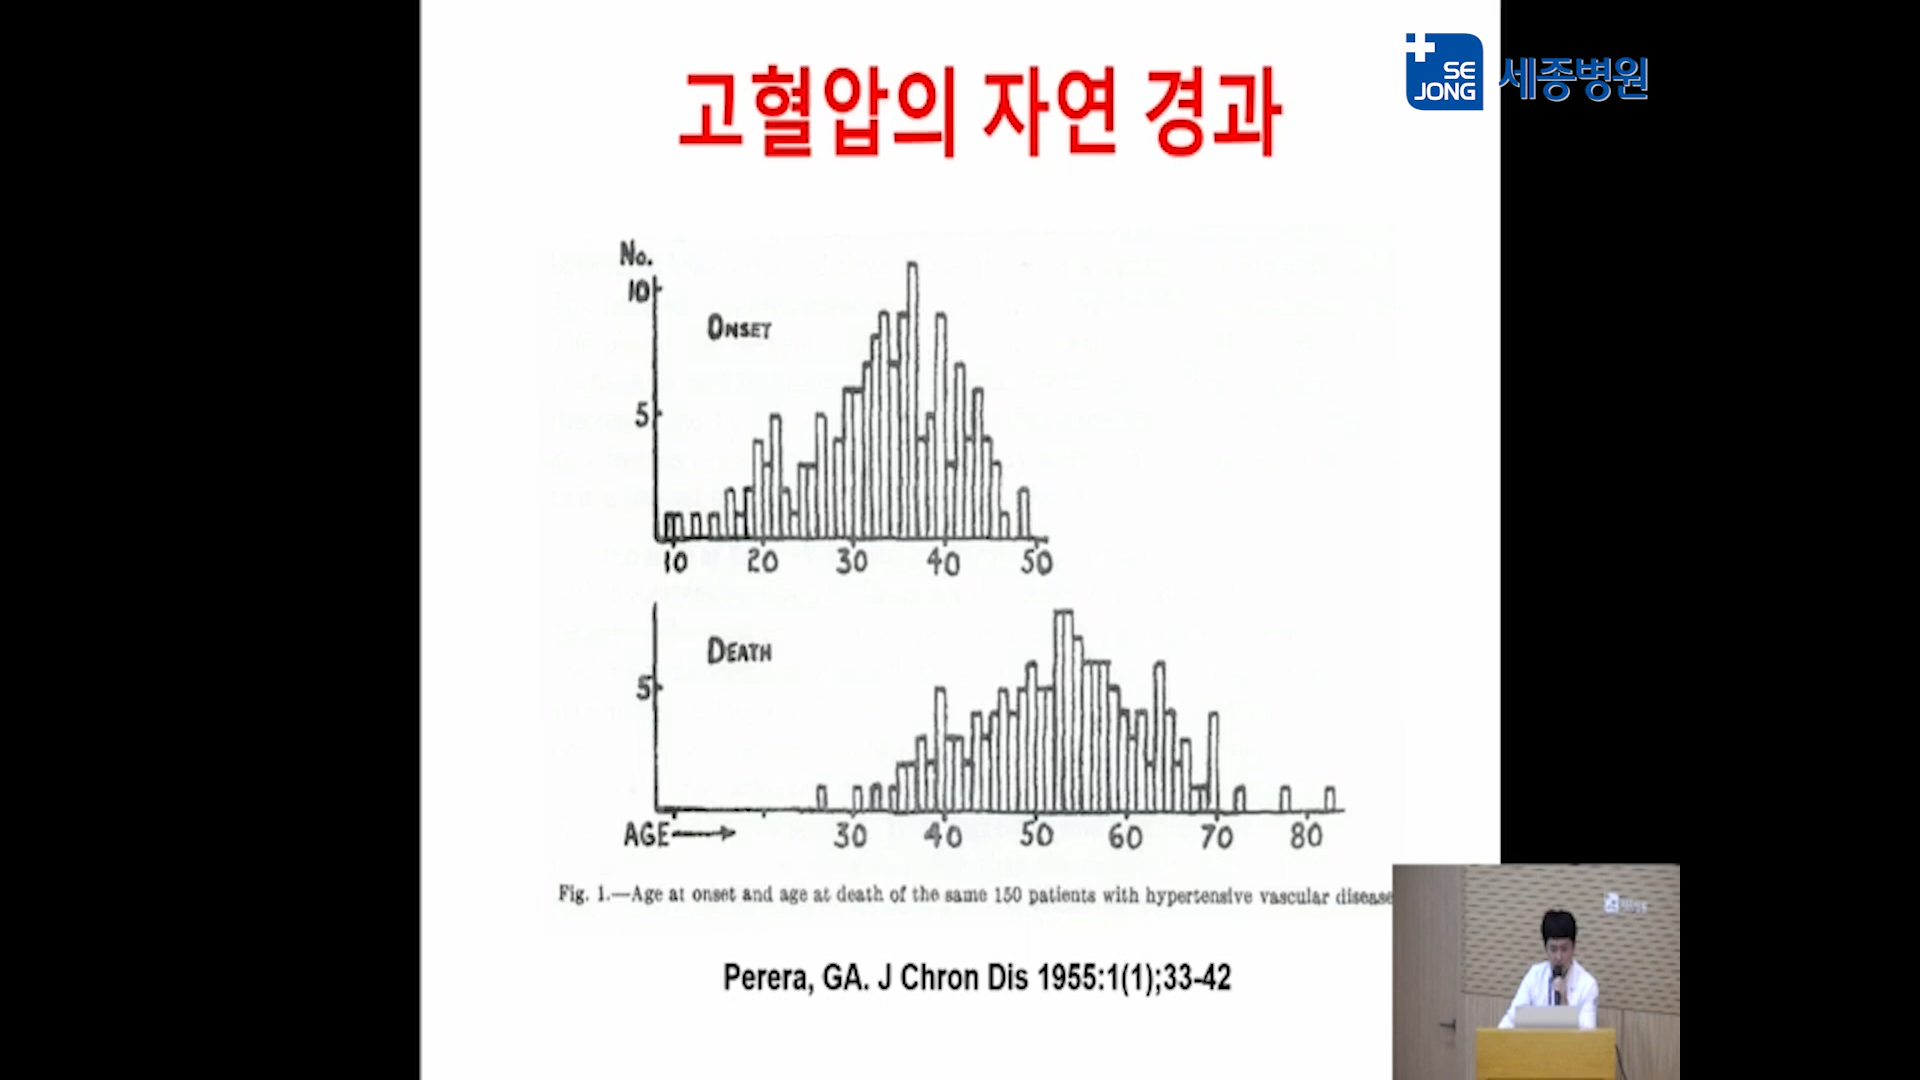 고혈압의 자연 경과
SE
JONG
세종병원
No.
10
ONSET
5
10 20 30 40 50
DEATH
5
AGE 30 40 50 60 70 80
Fig. 1.—Age at onset and age at death of the same 150 patients with hypertensive vascular disease
Perera, GA. J Chron Dis 1955:1(1);33-42